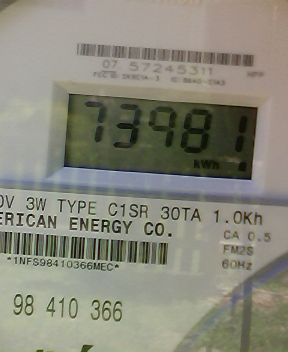 07 57245311
73981
kWh
0V 3W TYPE C1SR 30TA 1.0Kh
ERICAN ENERGY CO.
CA 0.5
FM2S
60Hz
*1NFS98410366MEC*
98 410 366